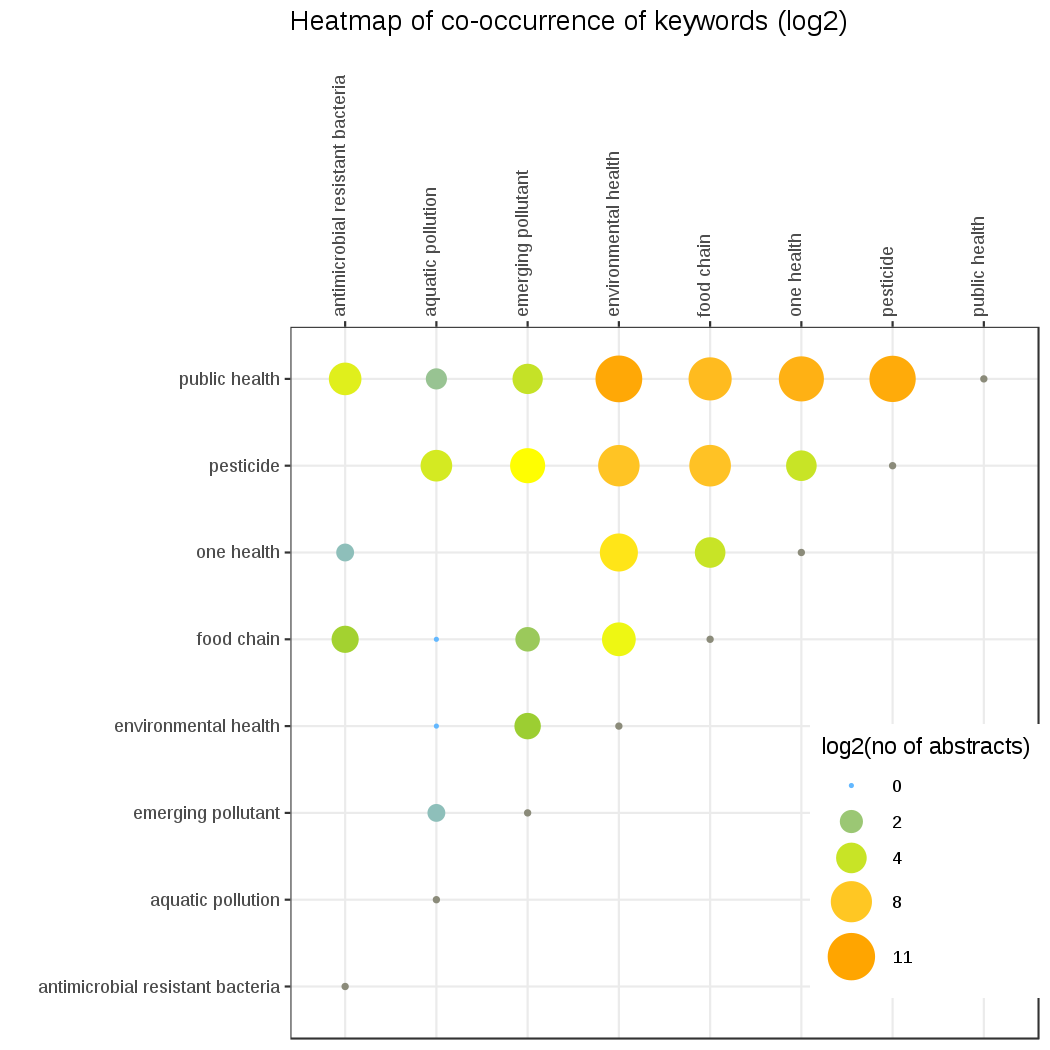 Heatmap of co-occurrence of keywords (log2)
antimicrobial resistant bacteria
aquatic pollution
emerging pollutant
environmental health
food chain
one health
pesticide
public health
public health
pesticide
one health
food chain
environmental health
emerging pollutant
aquatic pollution
antimicrobial resistant bacteria
log2(no of abstracts)
0
2
4
8
11